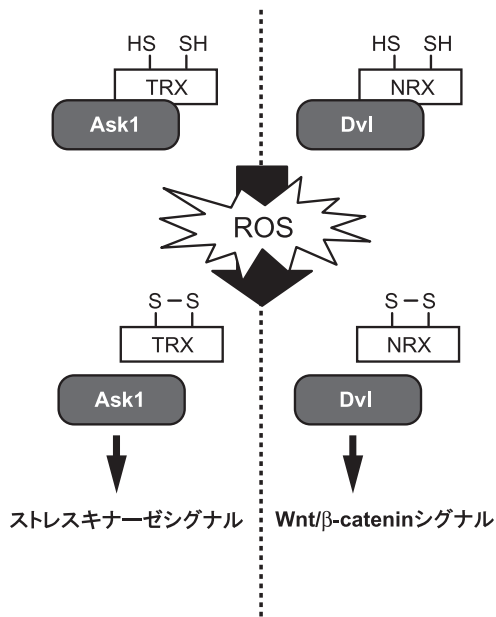 HS SH
TRX
Ask1
HS SH
NRX
Dvl
ROS
S－S
TRX
Ask1
ストレスキナーゼシグナル
S－S
NRX
Dvl
Wnt/β-cateninシグナル